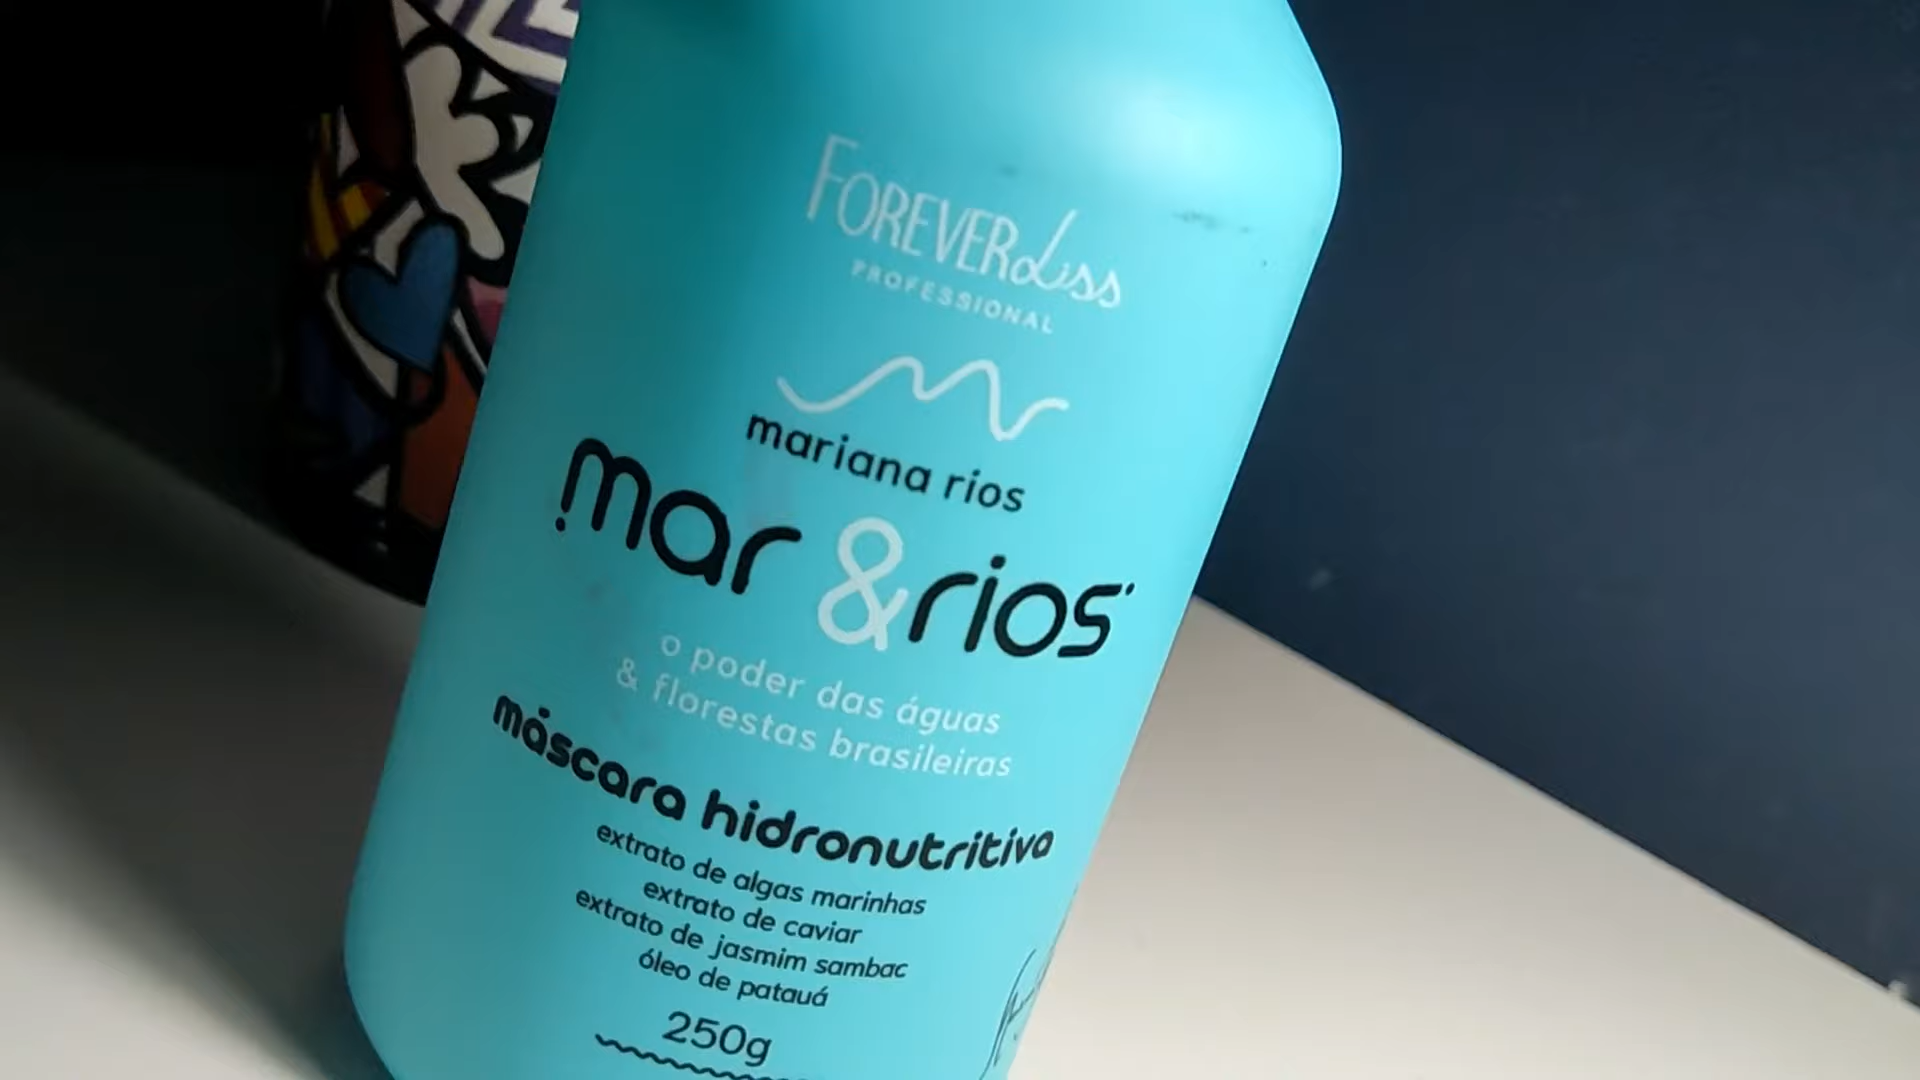 FOREVERLiss
PROFESSIONAL
mariana rios
mar &rios
o poder das águas
& florestas brasileiras
máscara hidronutritiva
extrato de algas marinhas
extrato de caviar
extrato de jasmim sambac
óleo de patauá
250g